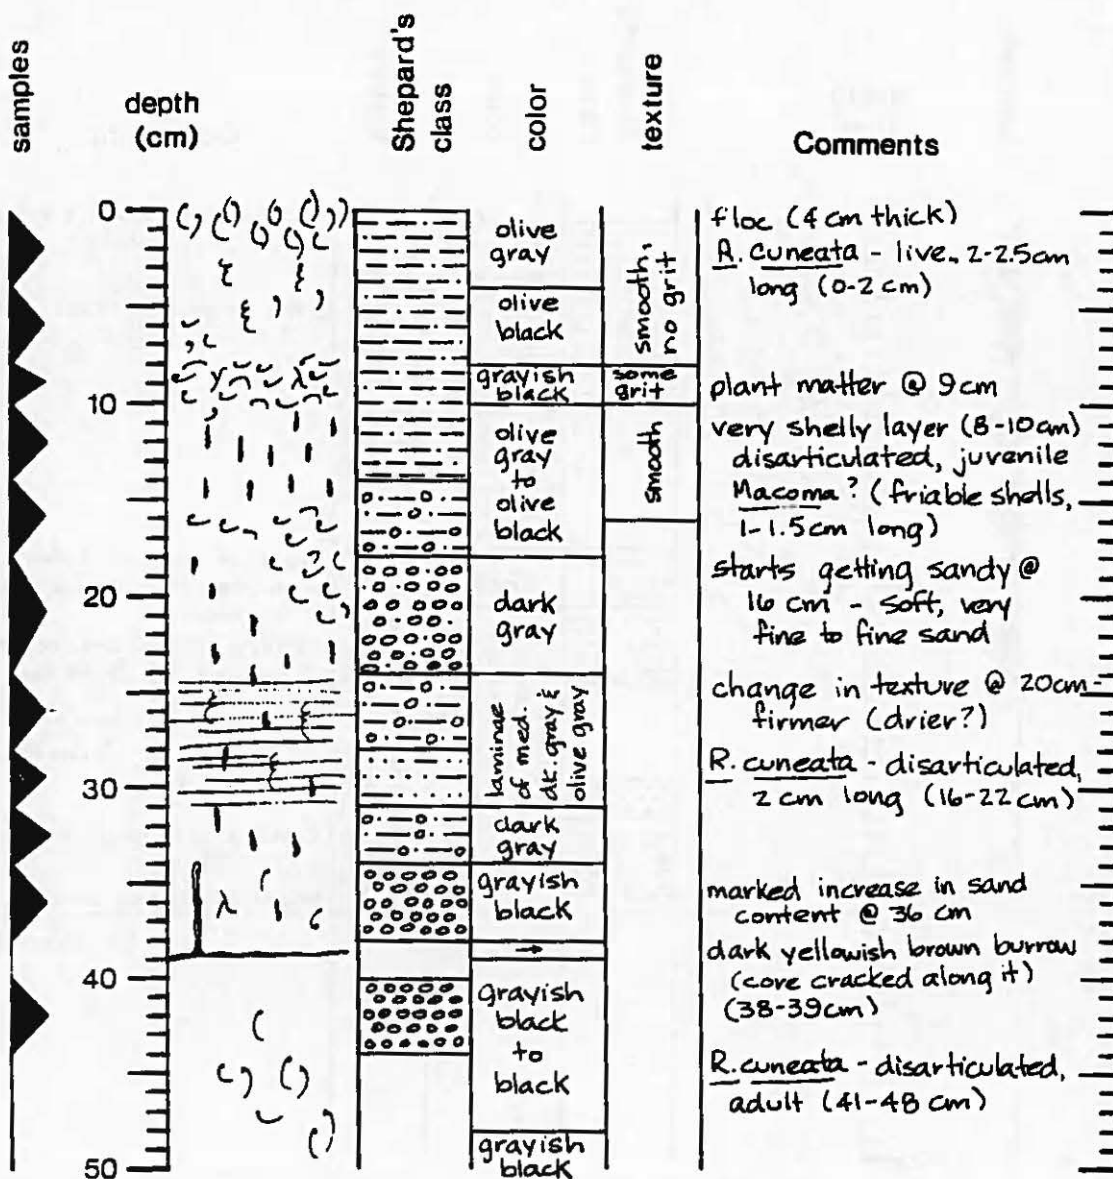 samples
depth
(cm)
Shepard's
class
color
texture
Comments
0
10
20
30
40
50
olive
gray
olive
black
grayish
black
olive
gray
to
olive
black
dark
gray
laminae
of med.
dk. gray &
olive gray
dark
gray
grayish
black
grayish
black
to
black
grayish
black
smooth,
no grit
some
grit
smooth
floc (4 cm thick)
R. cuneata - live, 2-2.5cm
long (0-2 cm)
plant matter @ 9cm
very shelly layer (8-10cm)
disarticulated, juvenile
Macoma? (friable shells,
1-1.5cm long)
starts getting sandy @
16 cm - soft, very
fine to fine sand
change in texture @ 20cm -
firmer (drier?)
R. cuneata - disarticulated,
2 cm long (16-22cm)
marked increase in sand
content @ 36 cm
dark yellowish brown burrow
(core cracked along it)
(38-39cm)
R. cuneata - disarticulated,
adult (41-48 cm)